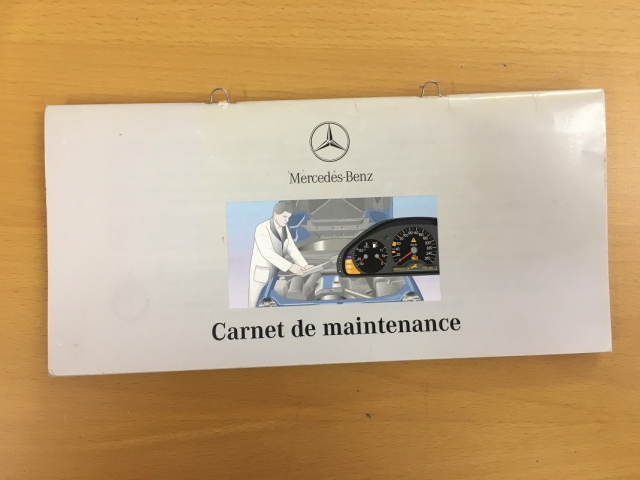 Mercedes-Benz
Carnet de maintenance